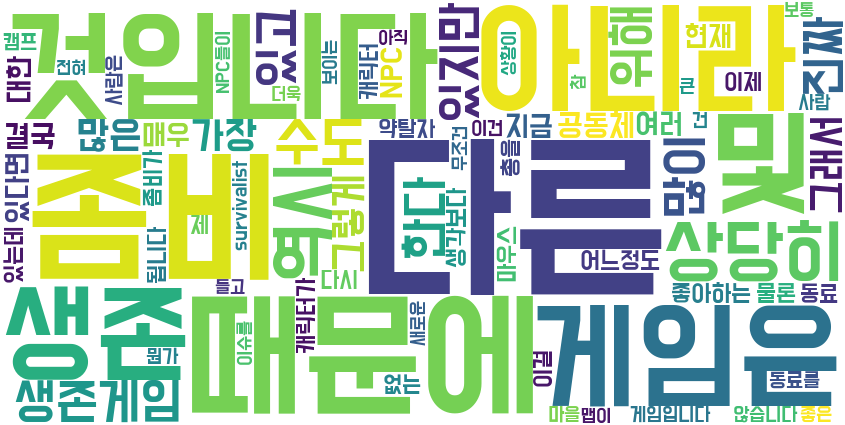 캠프
대한
전혀
사람은
것입니다
NPC들이
있고
더욱
보이는
캐릭터
아직
NPC
있지만
아니라
상황이
참
위해
큰
현재
이제
보통
진짜
사람
결국
많은
매우
가장
수도
약탈자
무조건
이건
지금
공동체
여러
건
그래서
있는데
있다면
좀비
좀비가
됩니다
제
survivalist
역시
그렇게
다시
한다
생각보다
총을
마우스
다른
어느정도
많이
및
상당히
좋아하는
물론
동료
생존
생존게임
뭔가
때문에
들고
이슈를
캐릭터가
없는
새로운
이걸
게임은
동료를
마을
맵이
게임입니다
않습니다
좋은